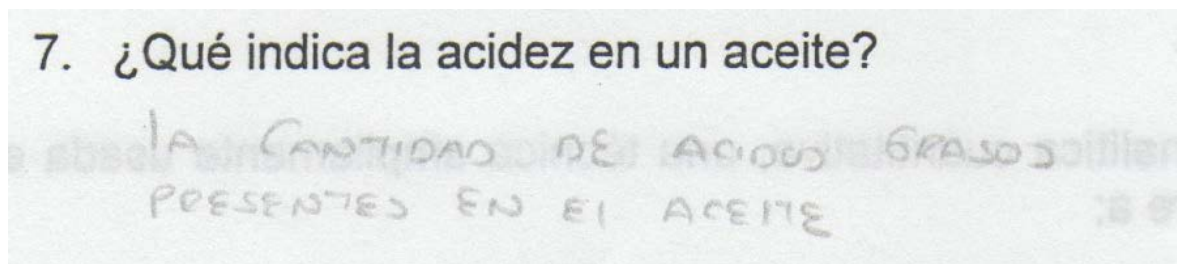 7. ¿Qué indica la acidez en un aceite?
LA CANTIDAD DE ACIDOS GRASOS
PRESENTES EN El ACEITE